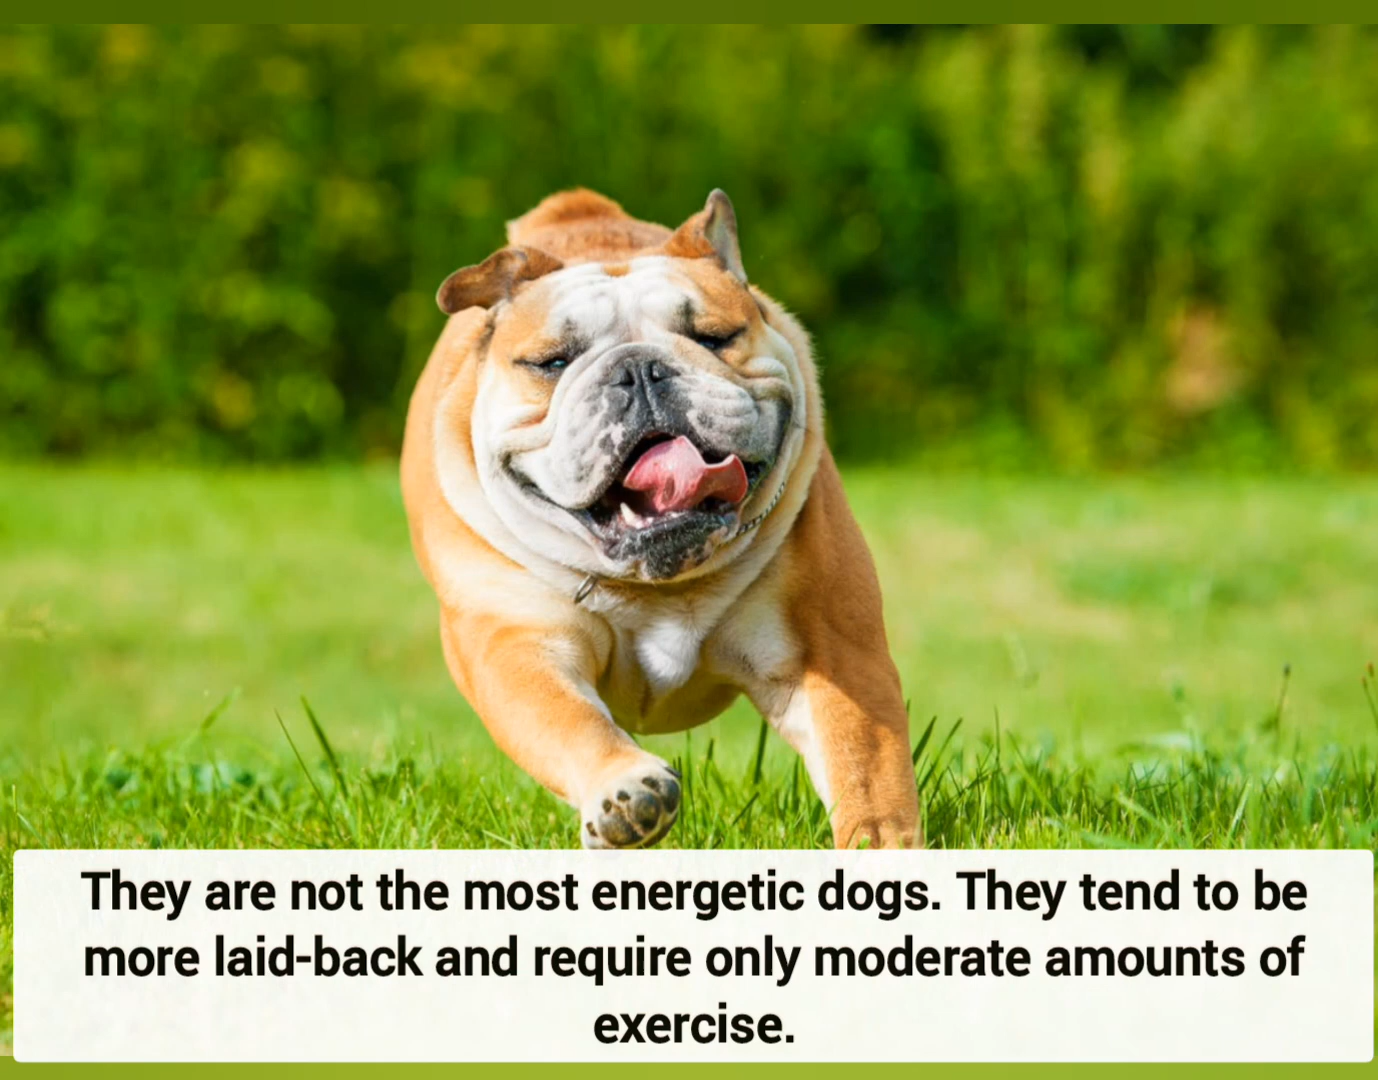 They are not the most energetic dogs. They tend to be
more laid-back and require only moderate amounts of
exercise.